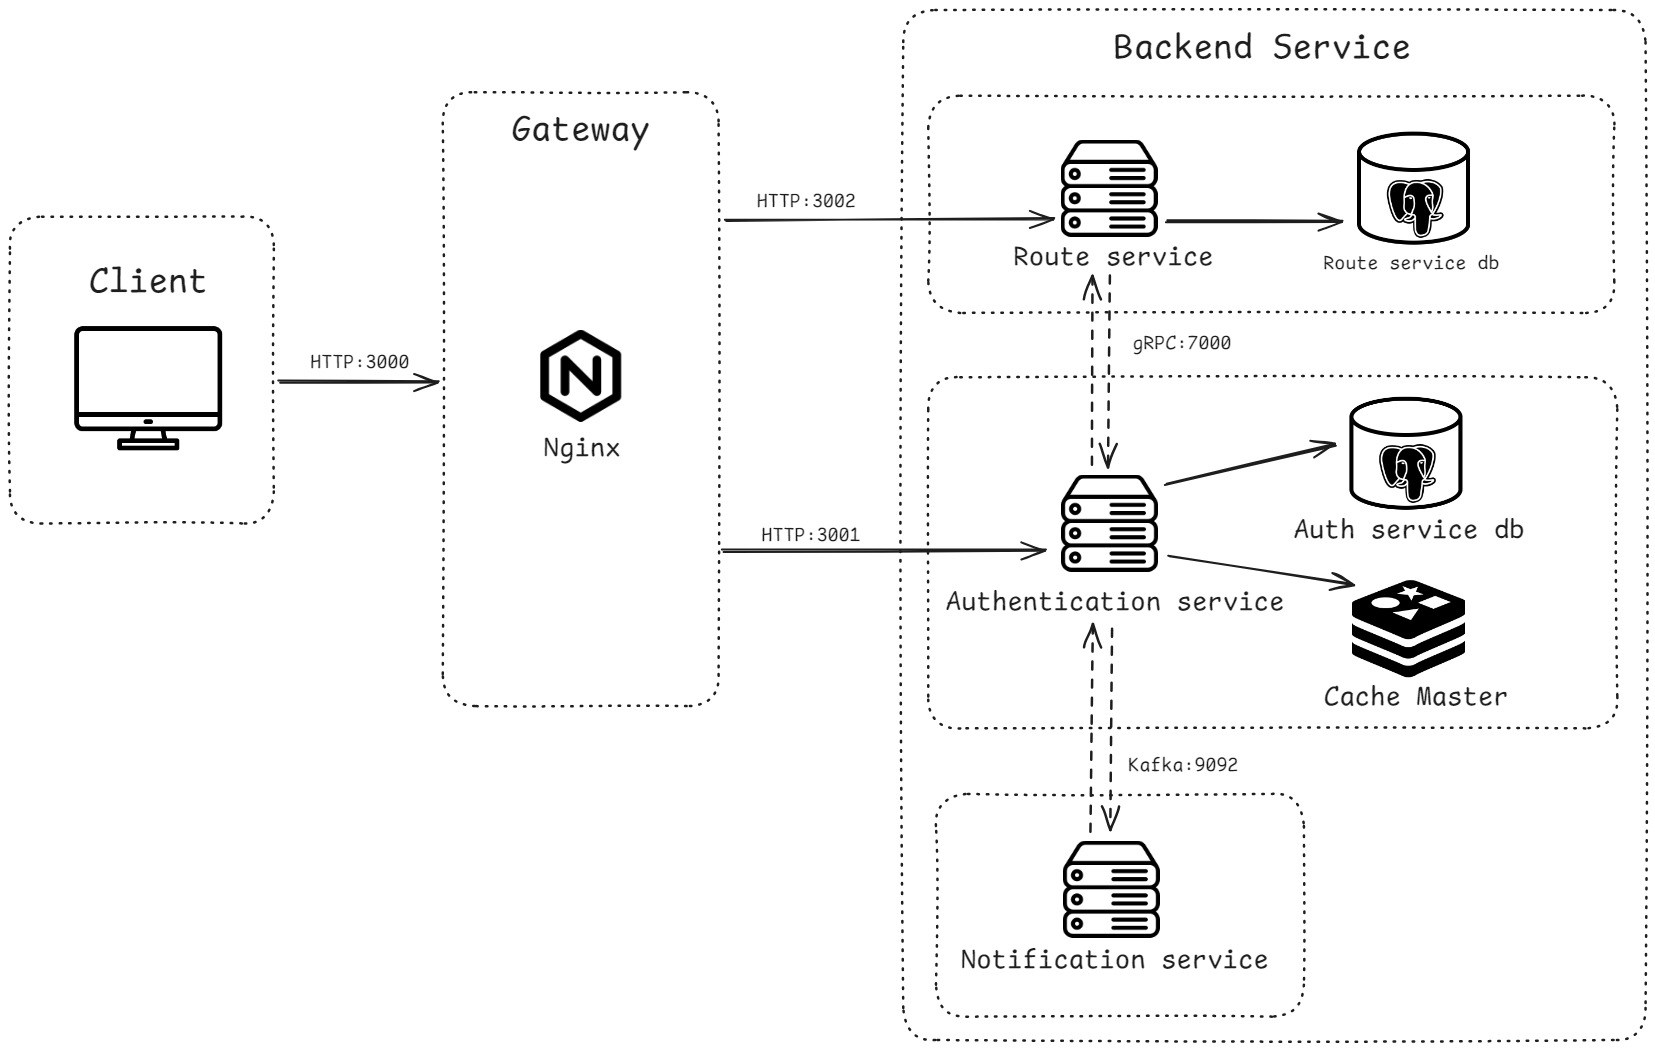 Backend Service
Gateway
HTTP:3002
Route service
Route service db
Client
HTTP:3000
Nginx
gRPC:7000
HTTP:3001
Auth service db
Authentication service
Cache Master
Kafka:9092
Notification service